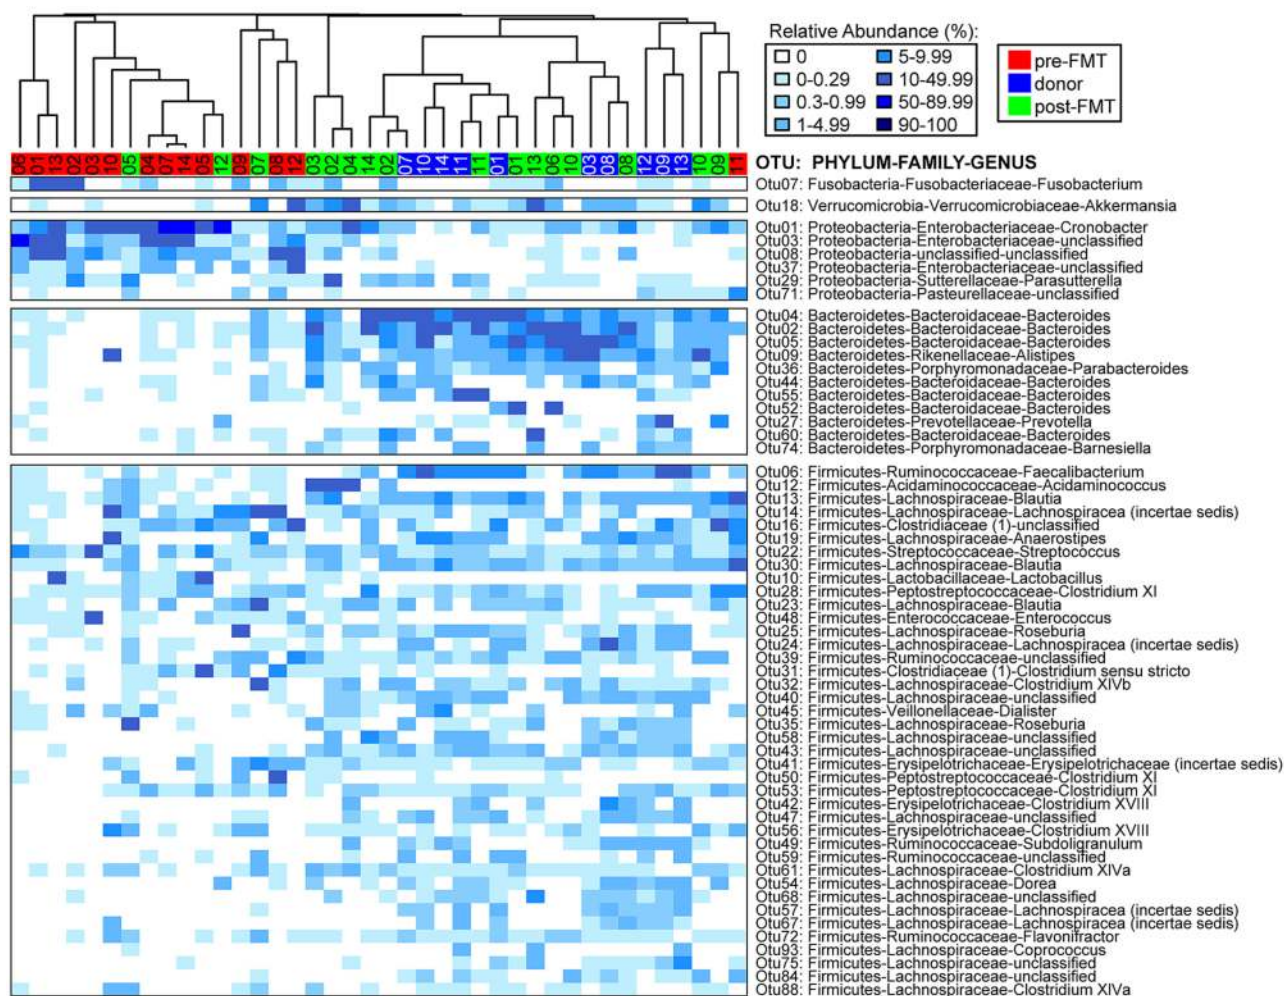 Relative Abundance (%):
0
5-9.99
0-0.29
10-49.99
0.3-0.99
50-89.99
1-4.99
90-100
pre-FMT
donor
post-FMT
06 01 13 02 03 10 05 04 07 14 05 12 09 07 08 12 03 02 04 14 02 07 10 14 11 11 01 01 13 06 10 03 08 08 12 09 13 10 09 11
OTU: PHYLUM-FAMILY-GENUS
Otu07: Fusobacteria-Fusobacteriaceae-Fusobacterium
Otu18: Verrucomicrobia-Verrucomicrobiaceae-Akkermansia
Otu01: Proteobacteria-Enterobacteriaceae-Cronobacter
Otu03: Proteobacteria-Enterobacteriaceae-unclassified
Otu08: Proteobacteria-unclassified-unclassified
Otu37: Proteobacteria-Enterobacteriaceae-unclassified
Otu29: Proteobacteria-Sutterellaceae-Parasutterella
Otu71: Proteobacteria-Pasteurellaceae-unclassified
Otu04: Bacteroidetes-Bacteroidaceae-Bacteroides
Otu02: Bacteroidetes-Bacteroidaceae-Bacteroides
Otu05: Bacteroidetes-Bacteroidaceae-Bacteroides
Otu09: Bacteroidetes-Rikenellaceae-Alistipes
Otu36: Bacteroidetes-Porphyromonadaceae-Parabacteroides
Otu44: Bacteroidetes-Bacteroidaceae-Bacteroides
Otu55: Bacteroidetes-Bacteroidaceae-Bacteroides
Otu52: Bacteroidetes-Bacteroidaceae-Bacteroides
Otu27: Bacteroidetes-Prevotellaceae-Prevotella
Otu60: Bacteroidetes-Bacteroidaceae-Bacteroides
Otu74: Bacteroidetes-Porphyromonadaceae-Barnesiella
Otu06: Firmicutes-Ruminococcaceae-Faecalibacterium
Otu12: Firmicutes-Acidaminococcaceae-Acidaminococcus
Otu13: Firmicutes-Lachnospiraceae-Blautia
Otu14: Firmicutes-Lachnospiraceae-Lachnospiracea (incertae sedis)
Otu16: Firmicutes-Clostridiaceae (1)-unclassified
Otu19: Firmicutes-Lachnospiraceae-Anaerostipes
Otu22: Firmicutes-Streptococcaceae-Streptococcus
Otu30: Firmicutes-Lachnospiraceae-Blautia
Otu10: Firmicutes-Lactobacillaceae-Lactobacillus
Otu28: Firmicutes-Peptostreptococcaceae-Clostridium XI
Otu23: Firmicutes-Lachnospiraceae-Blautia
Otu48: Firmicutes-Enterococcaceae-Enterococcus
Otu25: Firmicutes-Lachnospiraceae-Roseburia
Otu24: Firmicutes-Lachnospiraceae-Lachnospiracea (incertae sedis)
Otu39: Firmicutes-Ruminococcaceae-unclassified
Otu31: Firmicutes-Clostridiaceae (1)-Clostridium sensu stricto
Otu32: Firmicutes-Lachnospiraceae-Clostridium XIVb
Otu40: Firmicutes-Lachnospiraceae-unclassified
Otu45: Firmicutes-Veillonellaceae-Dialister
Otu35: Firmicutes-Lachnospiraceae-Roseburia
Otu58: Firmicutes-Lachnospiraceae-unclassified
Otu43: Firmicutes-Lachnospiraceae-unclassified
Otu41: Firmicutes-Erysipelotrichaceae-Erysipelotrichaceae (incertae sedis)
Otu50: Firmicutes-Peptostreptococcaceae-Clostridium XI
Otu53: Firmicutes-Peptostreptococcaceae-Clostridium XI
Otu42: Firmicutes-Erysipelotrichaceae-Clostridium XVIII
Otu47: Firmicutes-Lachnospiraceae-unclassified
Otu56: Firmicutes-Erysipelotrichaceae-Clostridium XVIII
Otu49: Firmicutes-Ruminococcaceae-Subdoligranulum
Otu59: Firmicutes-Ruminococcaceae-unclassified
Otu61: Firmicutes-Lachnospiraceae-Clostridium XIVa
Otu54: Firmicutes-Lachnospiraceae-Dorea
Otu68: Firmicutes-Lachnospiraceae-unclassified
Otu57: Firmicutes-Lachnospiraceae-Lachnospiracea (incertae sedis)
Otu67: Firmicutes-Lachnospiraceae-Lachnospiracea (incertae sedis)
Otu72: Firmicutes-Ruminococcaceae-Flavonifractor
Otu93: Firmicutes-Lachnospiraceae-Coprococcus
Otu75: Firmicutes-Lachnospiraceae-unclassified
Otu84: Firmicutes-Lachnospiraceae-unclassified
Otu88: Firmicutes-Lachnospiraceae-Clostridium XIVa